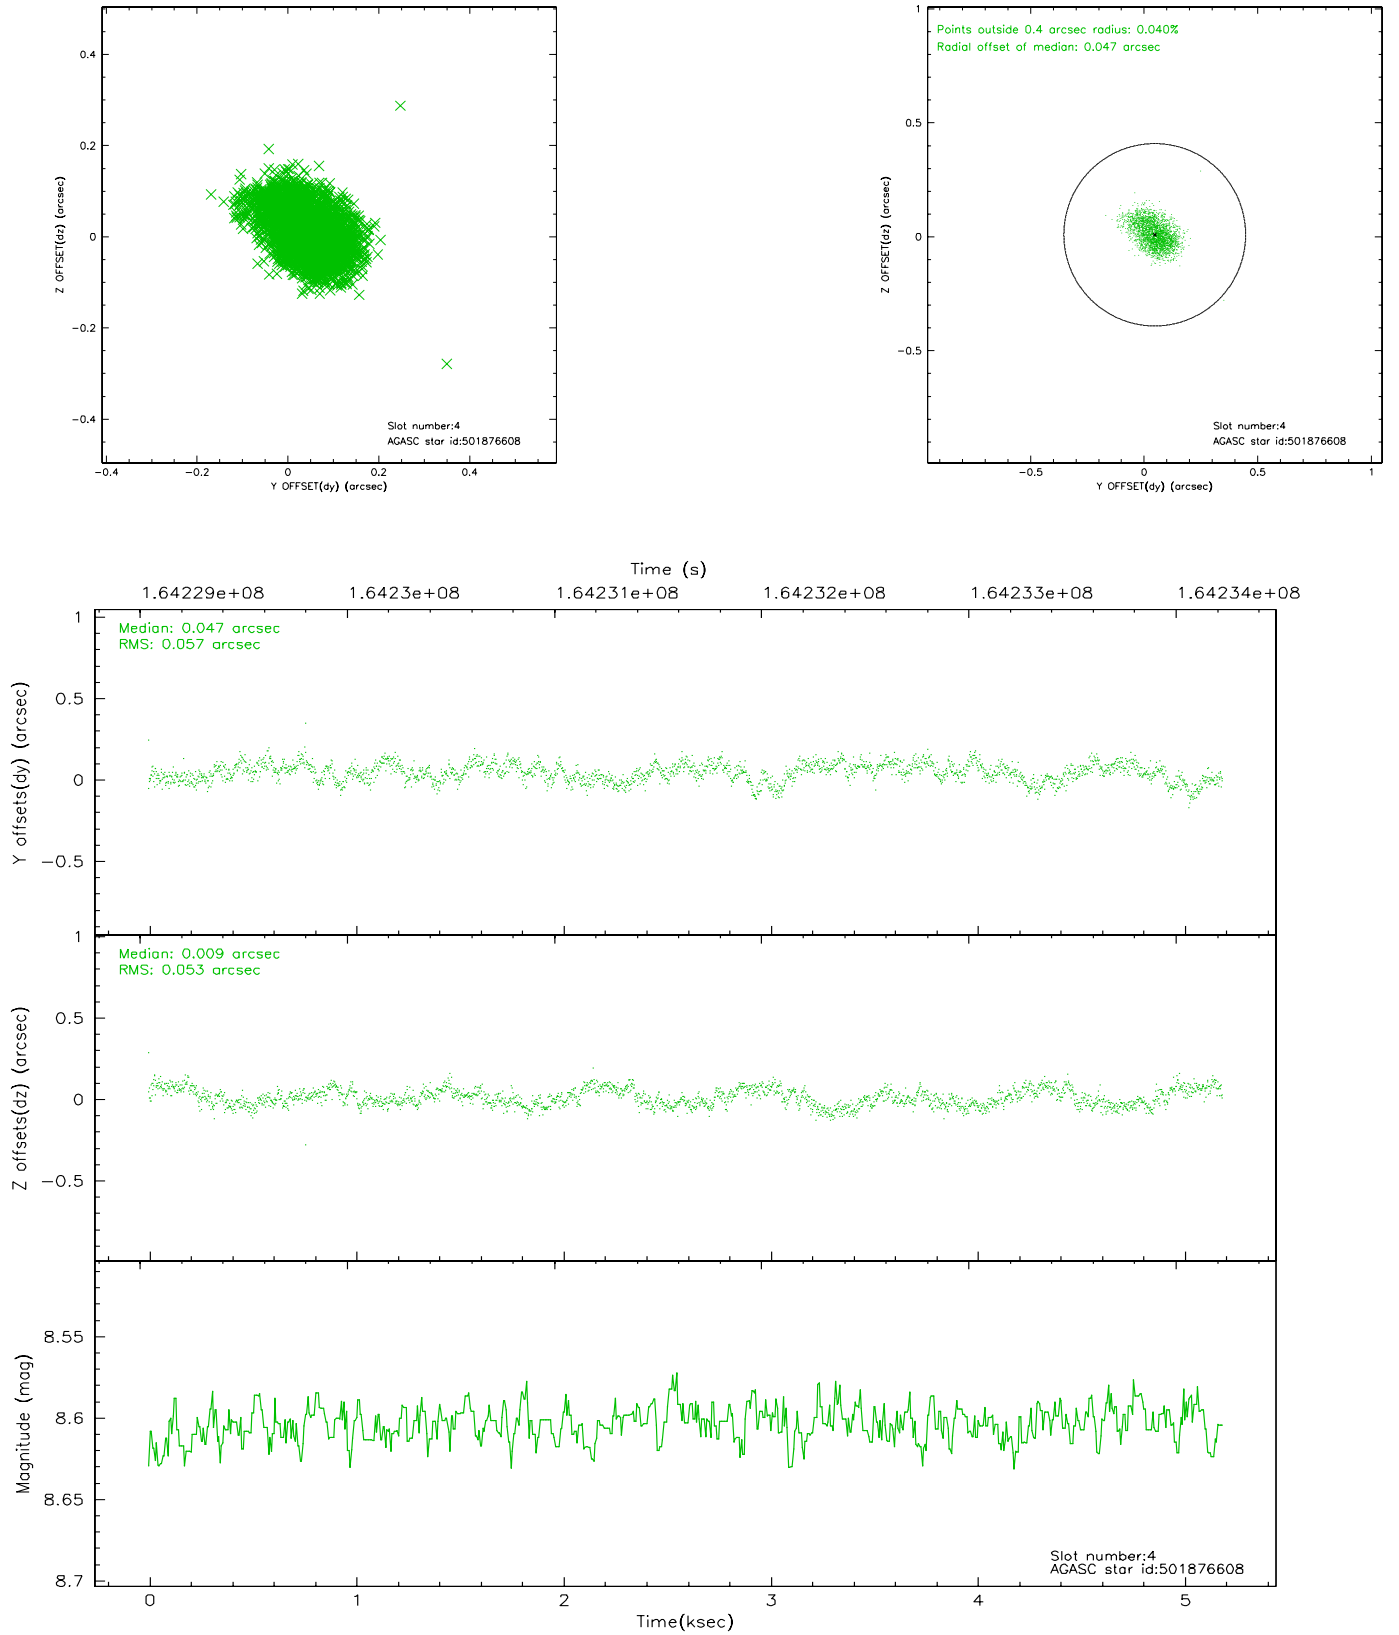 0.4
0.2
0
−0.2
−0.4
Z OFFSET(dz) (arcsec)
Slot number:4
AGASC star id:501876608
−0.4 −0.2 0 0.2 0.4
Y OFFSET(dy) (arcsec)
1
0.5
0
−0.5
Z OFFSET(dz) (arcsec)
Points outside 0.4 arcsec radius: 0.040%
Radial offset of median: 0.047 arcsec
Slot number:4
AGASC star id:501876608
−0.5 0 0.5 1
Y OFFSET(dy) (arcsec)
Time (s)
1.64229e+08 1.6423e+08 1.64231e+08 1.64232e+08 1.64233e+08 1.64234e+08
Median: 0.047 arcsec
RMS: 0.057 arcsec
1
0.5
0
−0.5
Y offsets(dy) (arcsec)
Median: 0.009 arcsec
RMS: 0.053 arcsec
1
0.5
0
−0.5
Z offsets(dz) (arcsec)
8.55
8.6
8.65
8.7
Magnitude (mag)
Slot number:4
AGASC star id:501876608
0 1 2 3 4 5
Time(ksec)